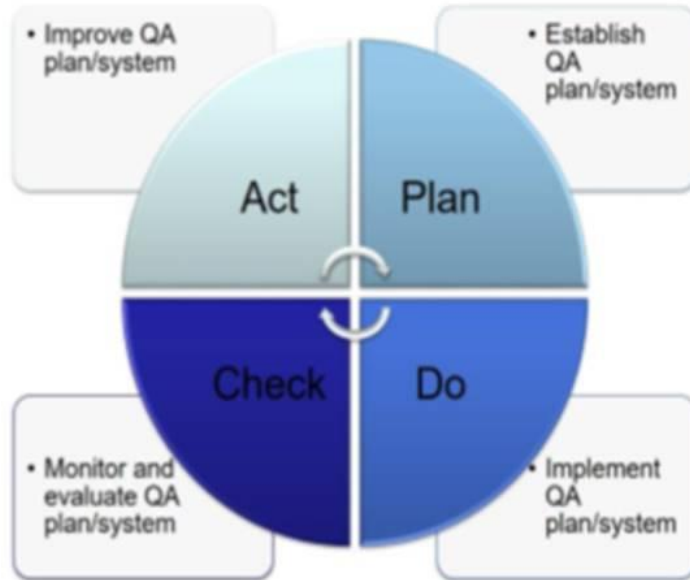 • Improve QA
plan/system
• Establish
QA
plan/system
Act
Plan
Check
Do
• Monitor and
evaluate QA
plan/system
• Implement
QA
plan/system